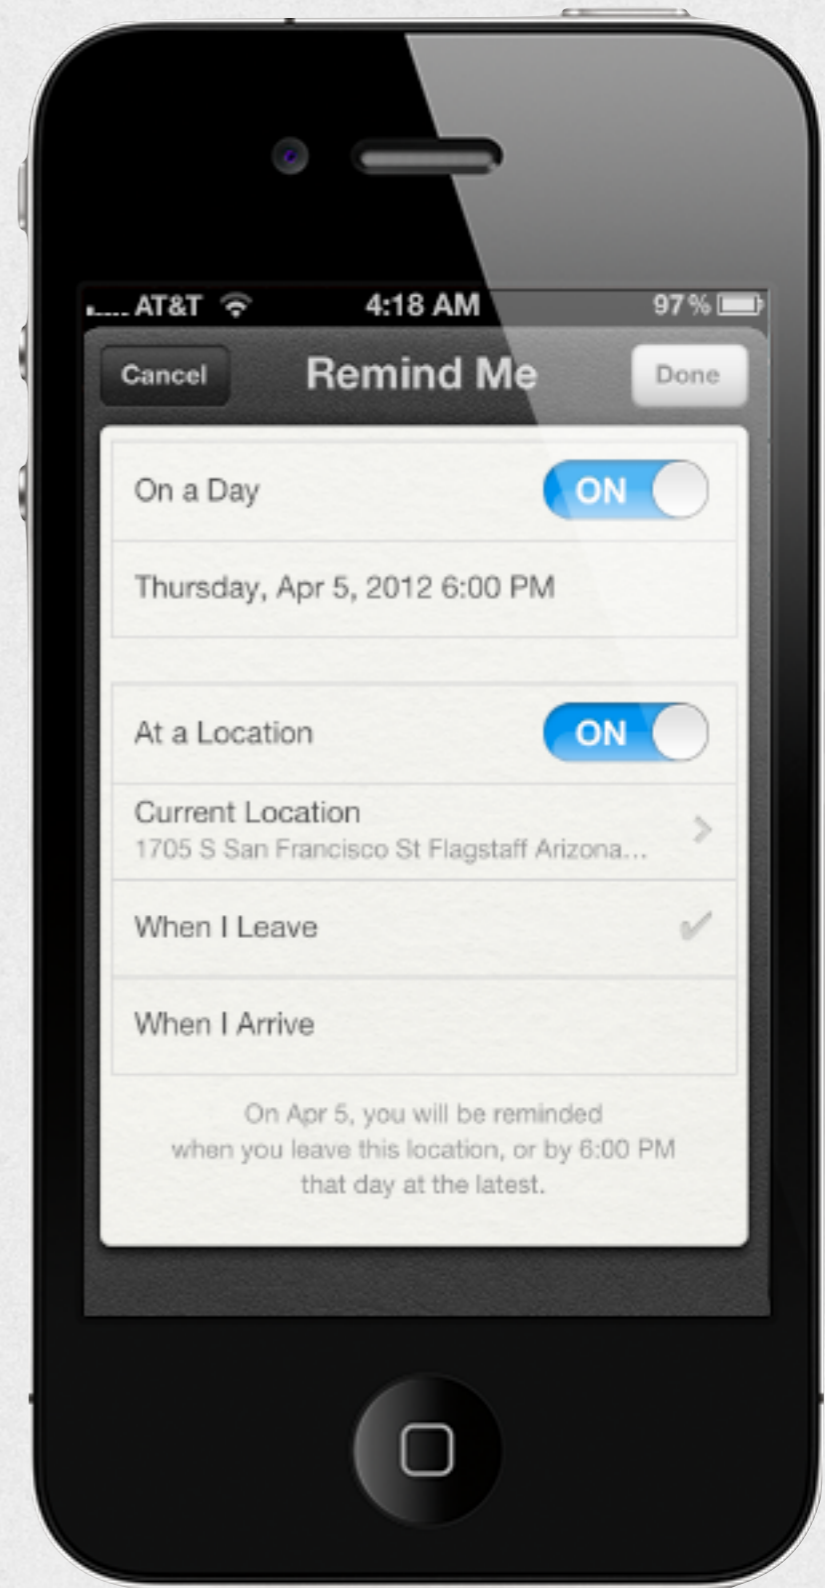 AT&T 4:18 AM 97%
Cancel Remind Me Done
On a Day ON
Thursday, Apr 5, 2012 6:00 PM
At a Location ON
Current Location
1705 S San Francisco St Flagstaff Arizona...
When I Leave
When I Arrive
On Apr 5, you will be reminded
when you leave this location, or by 6:00 PM
that day at the latest.